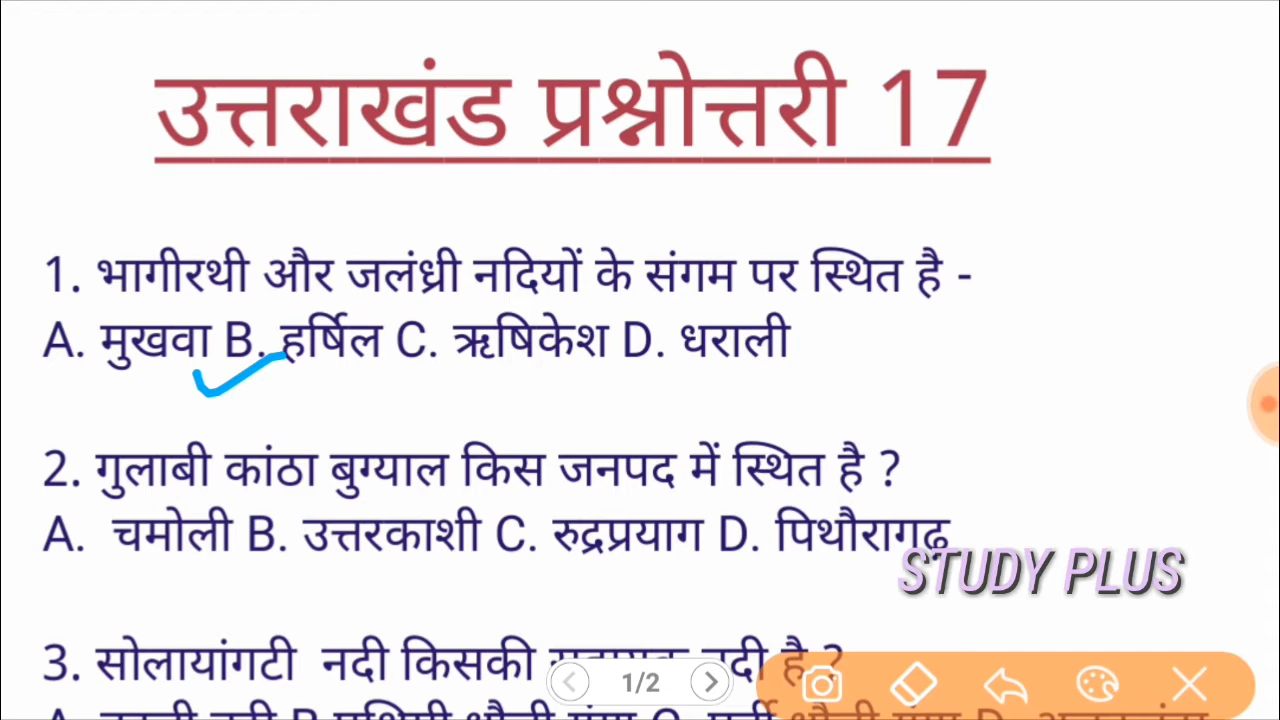 उत्तराखंड प्रश्नोत्तरी 17
1. भागीरथी और जलंध्री नदियों के संगम पर स्थित है -
A. मुखवा B. हर्षिल C. ऋषिकेश D. धराली
2. गुलाबी कांठा बुग्याल किस जनपद में स्थित है ?
A. चमोली B. उत्तरकाशी C. रुद्रप्रयाग D. पिथौरागढ़
STUDY PLUS
3. सोलायांगटी नदी किसकी नदी है ?
1/2